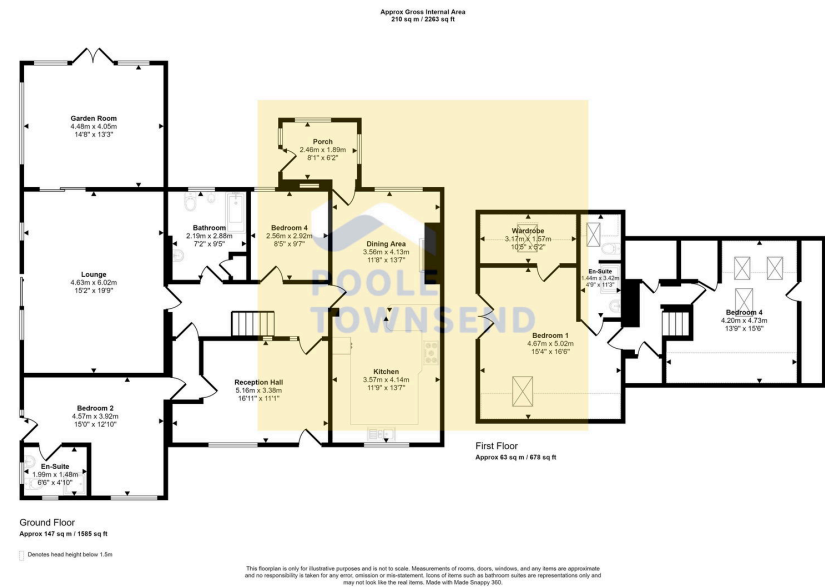 Approx Gross Internal Area
210 sq m / 2263 sq ft
Garden Room
4.48m x 4.05m
14'8" x 13'3"
Porch
2.46m x 1.89m
8'1" x 6'2"
Bathroom
2.19m x 2.88m
7'2" x 9'5"
Bedroom 4
2.56m x 2.92m
8'5" x 9'7"
Dining Area
3.56m x 4.13m
11'8" x 13'7"
Lounge
4.63m x 6.02m
15'2" x 19'9"
POOLE
TOWNSEND
Kitchen
3.57m x 4.14m
11'9" x 13'7"
Reception Hall
5.16m x 3.38m
16'11" x 11'1"
Bedroom 2
4.57m x 3.92m
15'0" x 12'10"
En-Suite
1.99m x 1.48m
6'6" x 4'10"
Wardrobe
3.17m x 1.57m
10'5" x 5'2"
En-Suite
1.44m x 3.42m
4'9" x 11'3"
Bedroom 1
4.67m x 5.02m
15'4" x 16'6"
Bedroom 4
4.20m x 4.73m
13'9" x 15'6"
First Floor
Approx 63 sq m / 678 sq ft
Ground Floor
Approx 147 sq m / 1585 sq ft
Denotes head height below 1.5m
This floorplan is only for illustrative purposes and is not to scale. Measurements of rooms, doors, windows, and any items are approximate
and no responsibility is taken for any error, omission or mis-statement. Icons of items such as bathroom suites are representations only and
may not look like the real items. Made with Made Snappy 360.